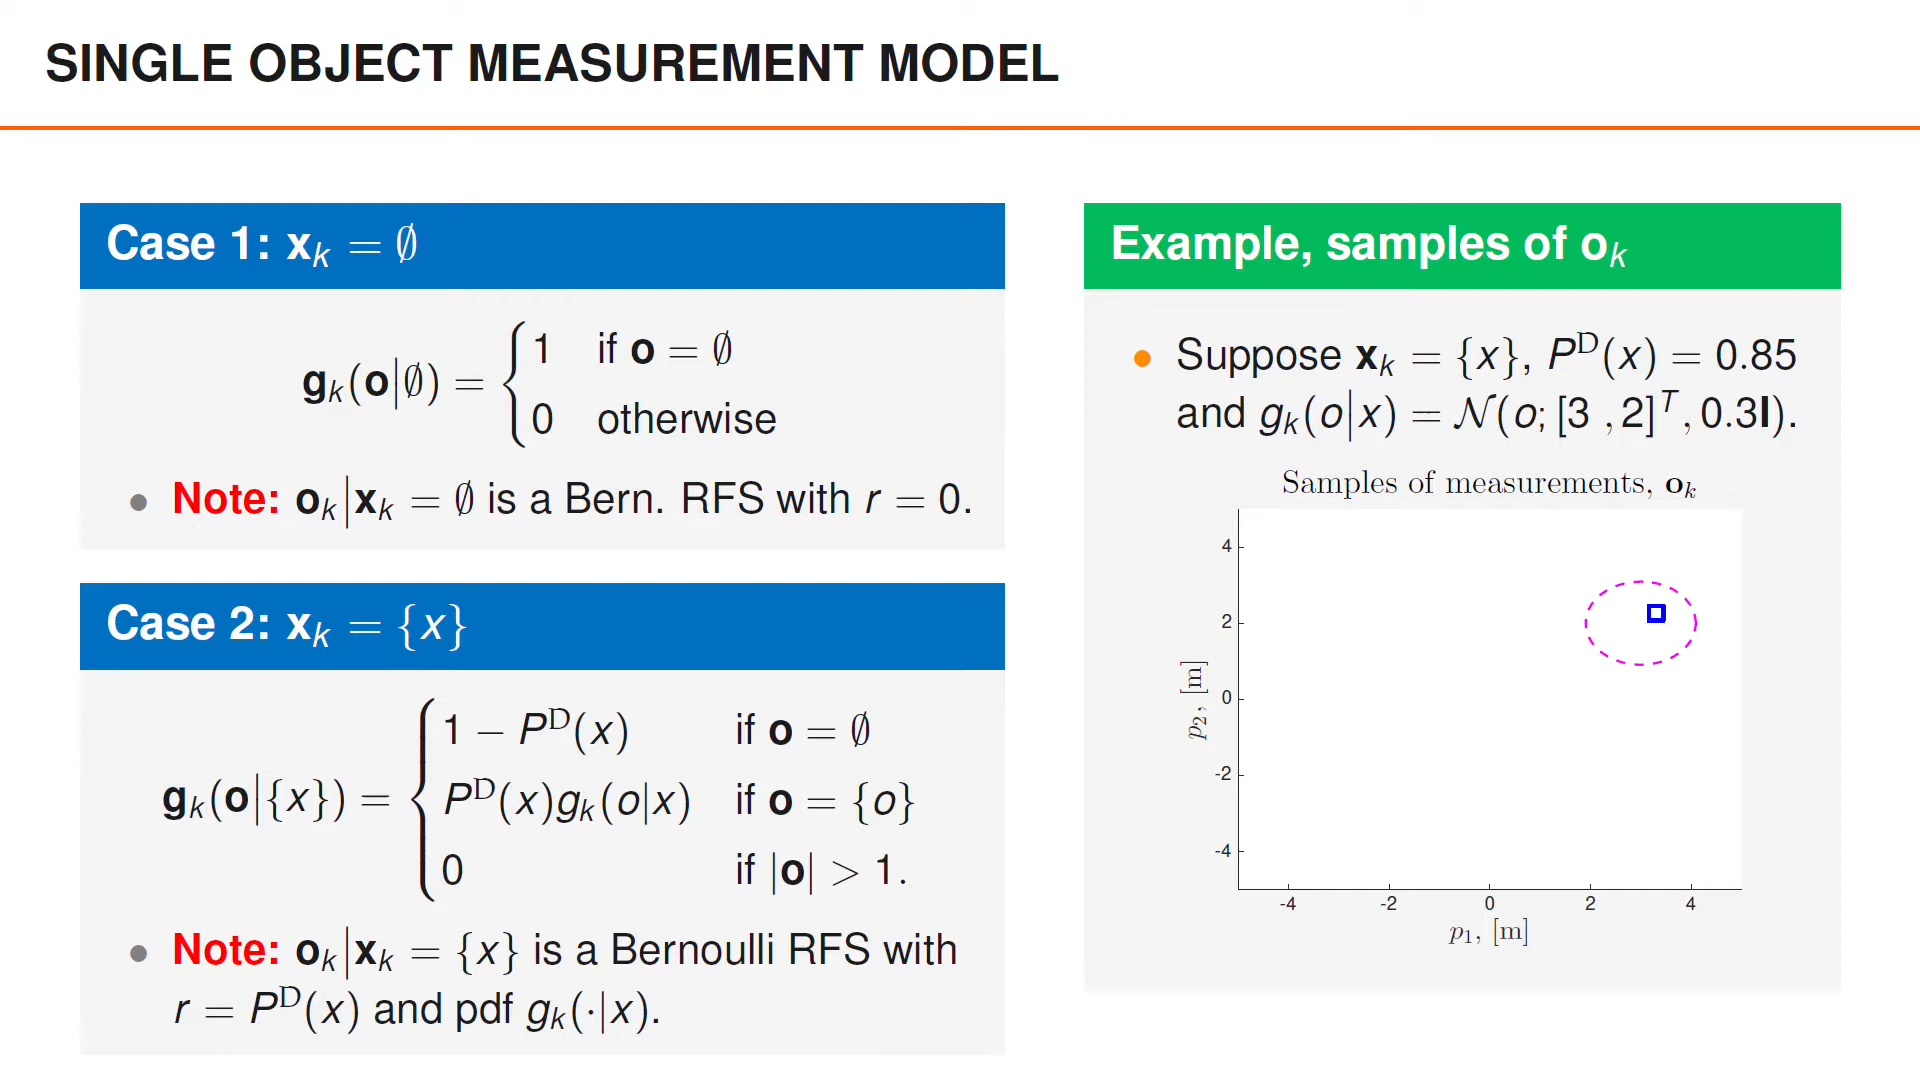 SINGLE OBJECT MEASUREMENT MODEL
Case 1: 𝐱ₖ = ∅
𝐠ₖ(𝐨|∅) = { 1 if 𝐨 = ∅
0 otherwise
• Note: 𝐨ₖ|𝐱ₖ = ∅ is a Bern. RFS with r = 0.
Case 2: 𝐱ₖ = {x}
𝐠ₖ(𝐨|{x}) = { 1 − Pᴰ(x) if 𝐨 = ∅
Pᴰ(x)gₖ(o|x) if 𝐨 = {o}
0 if |𝐨| > 1.
• Note: 𝐨ₖ|𝐱ₖ = {x} is a Bernoulli RFS with
r = Pᴰ(x) and pdf gₖ(·|x).
Example, samples of 𝐨ₖ
• Suppose 𝐱ₖ = {x}, Pᴰ(x) = 0.85
and gₖ(o|x) = 𝒩(o; [3 , 2]ᵀ, 0.3𝐈).
Samples of measurements, 𝐨ₖ
4
2
0
-2
-4
p₂, [m]
-4 -2 0 2 4
p₁, [m]